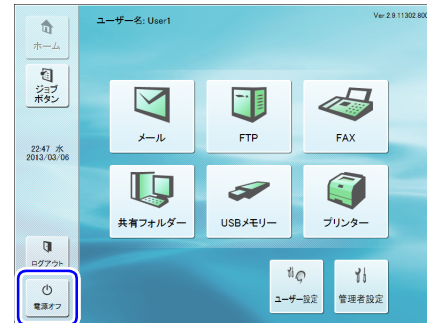 ユーザー名: User1
Ver.2.9.11302.800
ホーム
ジョブ
ボタン
22:47 水
2013/03/06
ログアウト
電源オフ
メール
FTP
FAX
共有フォルダー
USBメモリー
プリンター
ユーザー設定
管理者設定